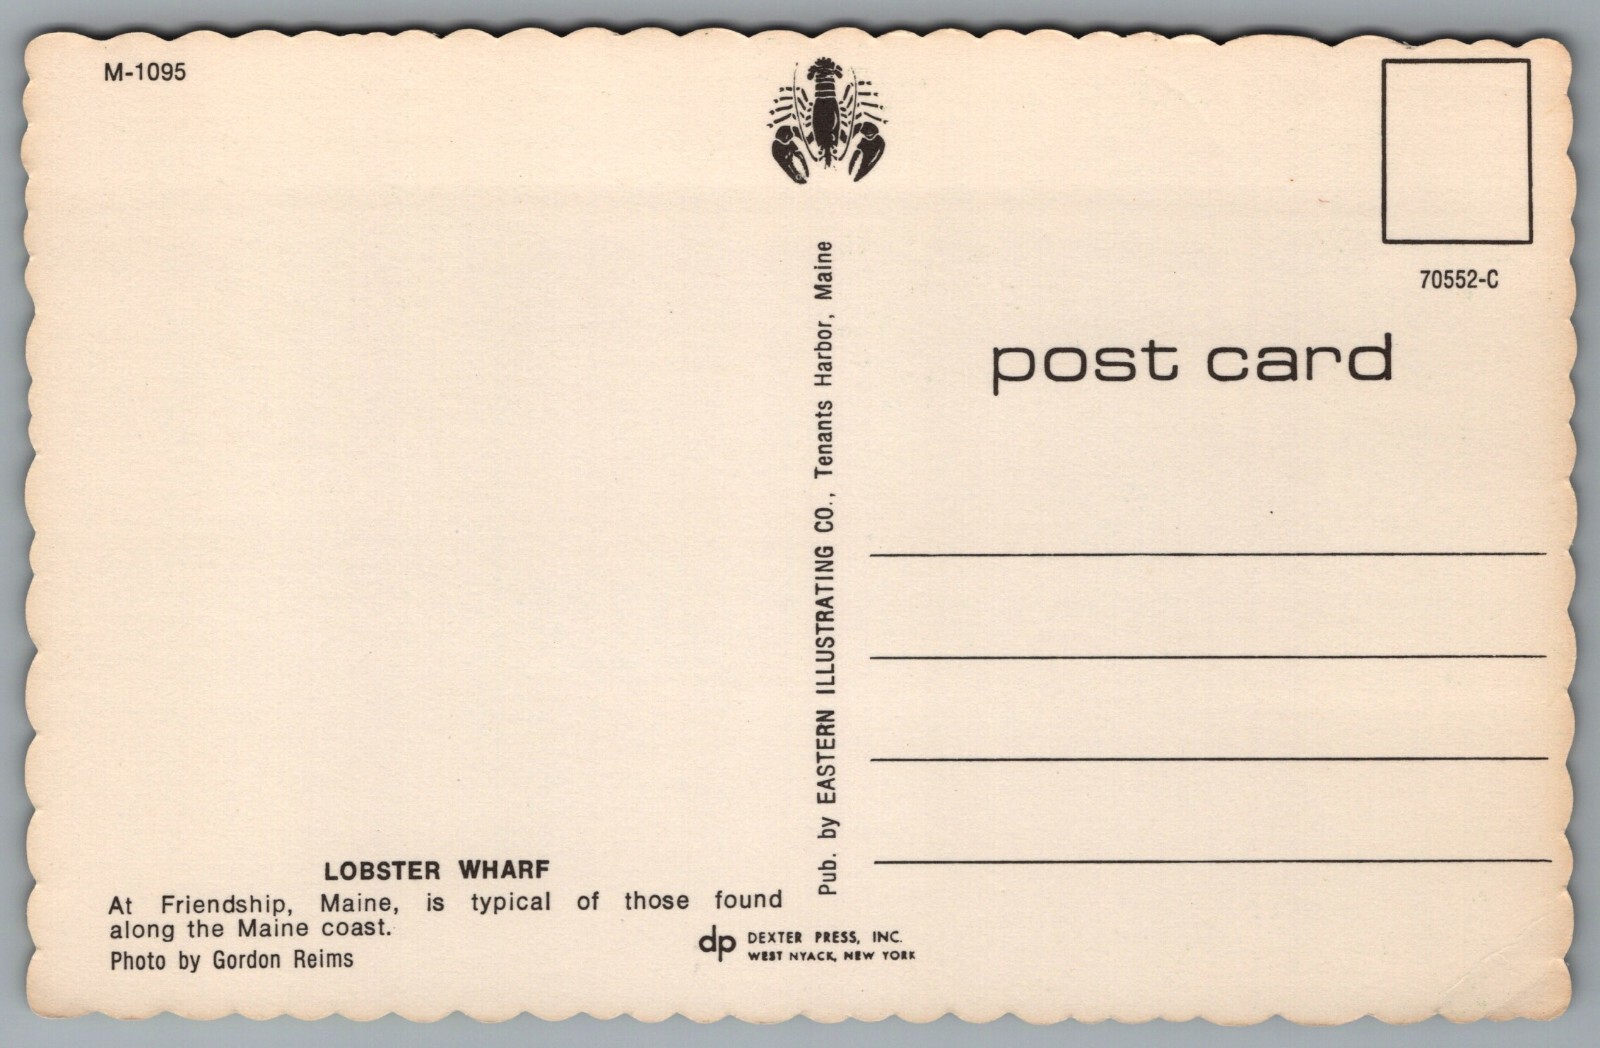 M-1095
LOBSTER WHARF
At Friendship, Maine, is typical of those found
along the Maine coast.
Photo by Gordon Reims
Pub. by EASTERN ILLUSTRATING CO., Tenants Harbor, Maine
dp DEXTER PRESS, INC.
WEST NYACK, NEW YORK
70552-C
post card